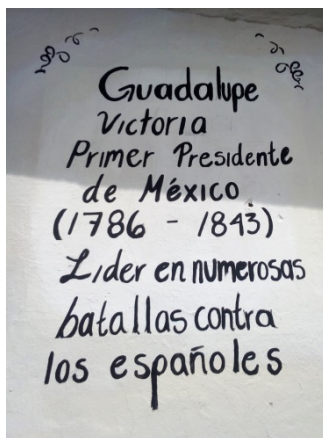 Guadalupe
Victoria
Primer Presidente
de México
(1786 - 1843)
Lider en numerosas
batallas contra
los españoles